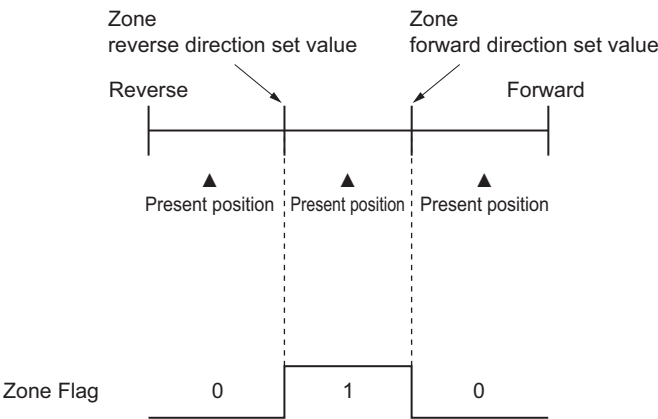 Zone
reverse direction set value
Zone
forward direction set value
Reverse
Forward
Present position
Present position
Present position
Zone Flag
0
1
0